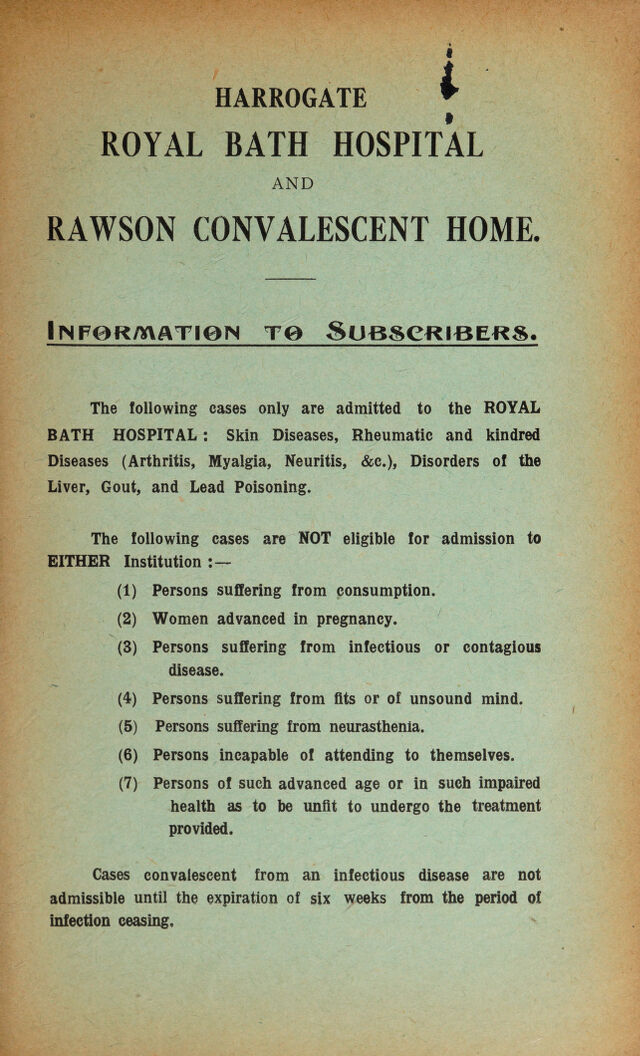 HARROGATE
ROYAL BATH HOSPITAL
AND
RAWSON CONVALESCENT HOME.
INFORMATION TO SUBSCRIBERS.
The following cases only are admitted to the ROYAL
BATH HOSPITAL : Skin Diseases, Rheumatic and kindred
Diseases (Arthritis, Myalgia, Neuritis, &c.), Disorders of the
Liver, Gout, and Lead Poisoning.
The following cases are NOT eligible for admission to
EITHER Institution :—
(1) Persons suffering from consumption.
(2) Women advanced in pregnancy.
(3) Persons suffering from infectious or contagious
disease.
(4) Persons suffering from fits or of unsound mind.
(5) Persons suffering from neurasthenia.
(6) Persons incapable of attending to themselves.
(7) Persons of such advanced age or in such impaired
health as to be unfit to undergo the treatment
provided.
Cases convalescent from an infectious disease are not
admissible until the expiration of six weeks from the period of
infection ceasing.